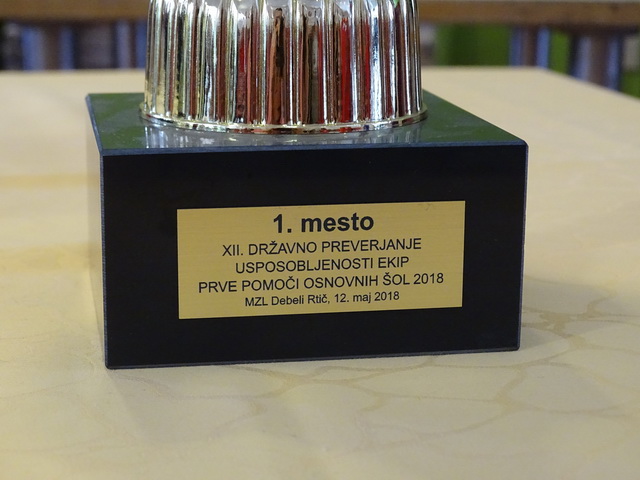 1. mesto
XII. DRŽAVNO PREVERJANJE
USPOSOBLJENOSTI EKIP
PRVE POMOČI OSNOVNIH ŠOL 2018
MZL Debeli Rtič, 12. maj 2018